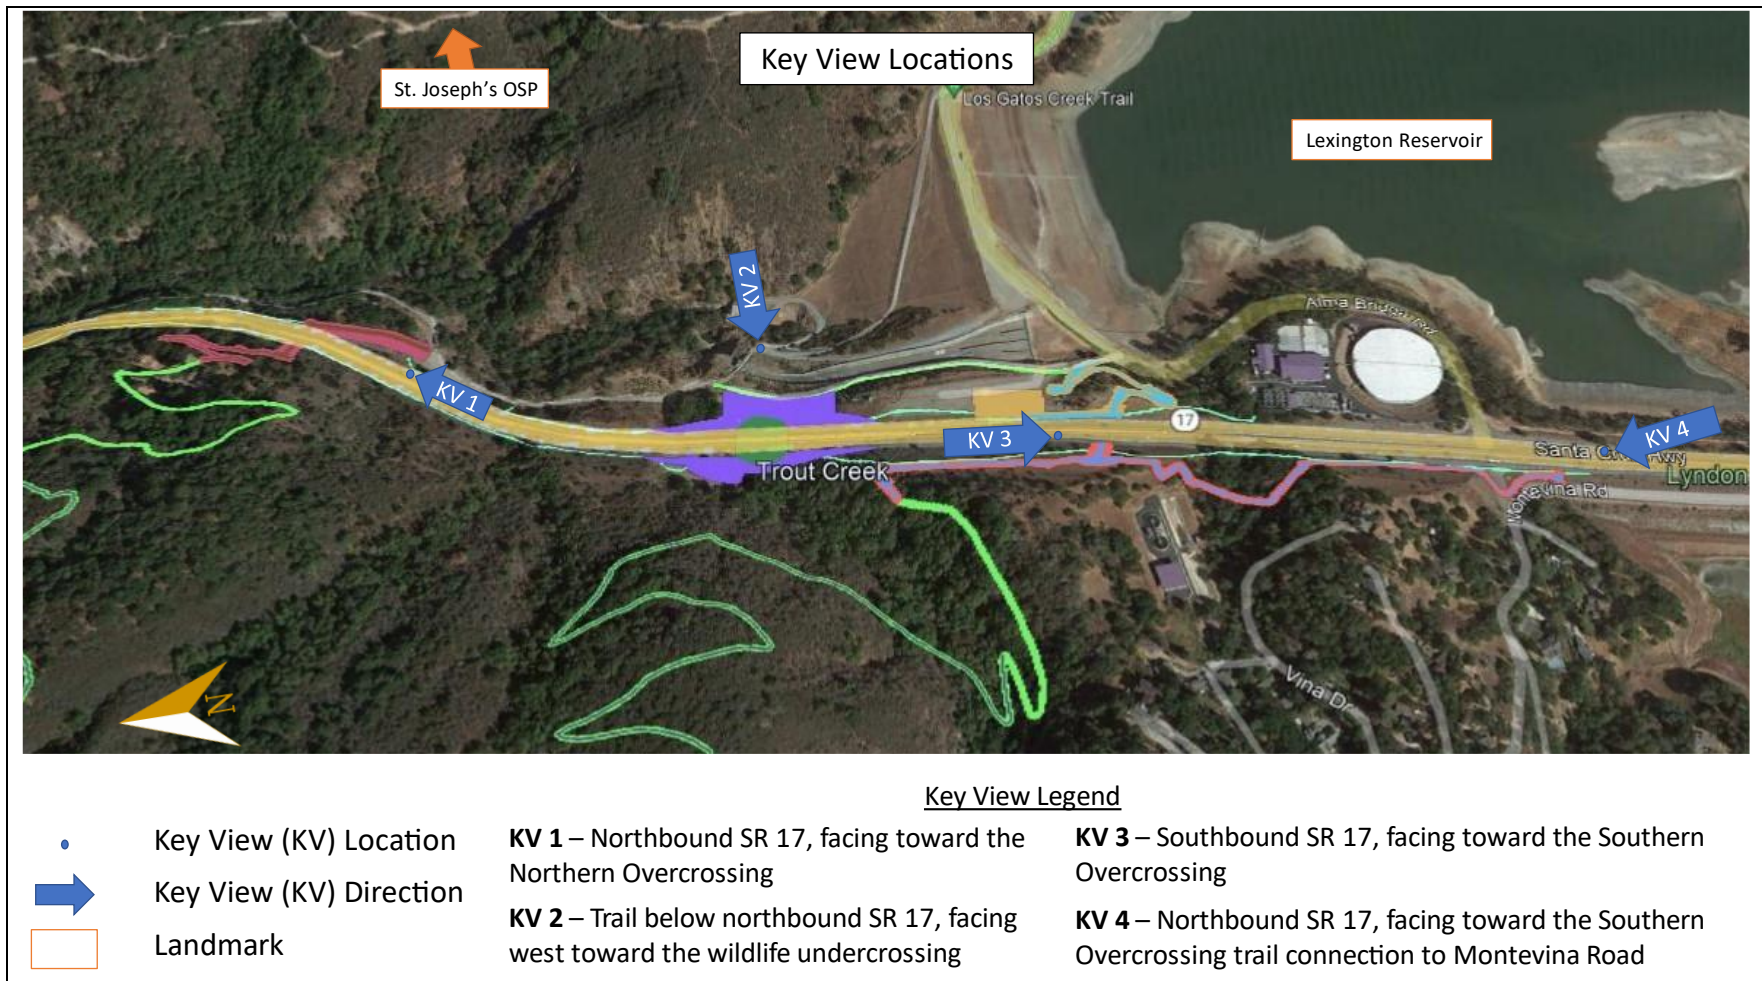 Key View Locations
St. Joseph's OSP
Los Gatos Creek Trail
Lexington Reservoir
KV 2
Alma Bridge Rd
KV 1
17
KV 3
KV 4
Santa Cruz Hwy
Trout Creek
Lyndon
Montevina Rd
Vina Dr
N
Key View Legend
Key View (KV) Location
Key View (KV) Direction
Landmark
KV 1 – Northbound SR 17, facing toward the
Northern Overcrossing
KV 2 – Trail below northbound SR 17, facing
west toward the wildlife undercrossing
KV 3 – Southbound SR 17, facing toward the Southern
Overcrossing
KV 4 – Northbound SR 17, facing toward the Southern
Overcrossing trail connection to Montevina Road